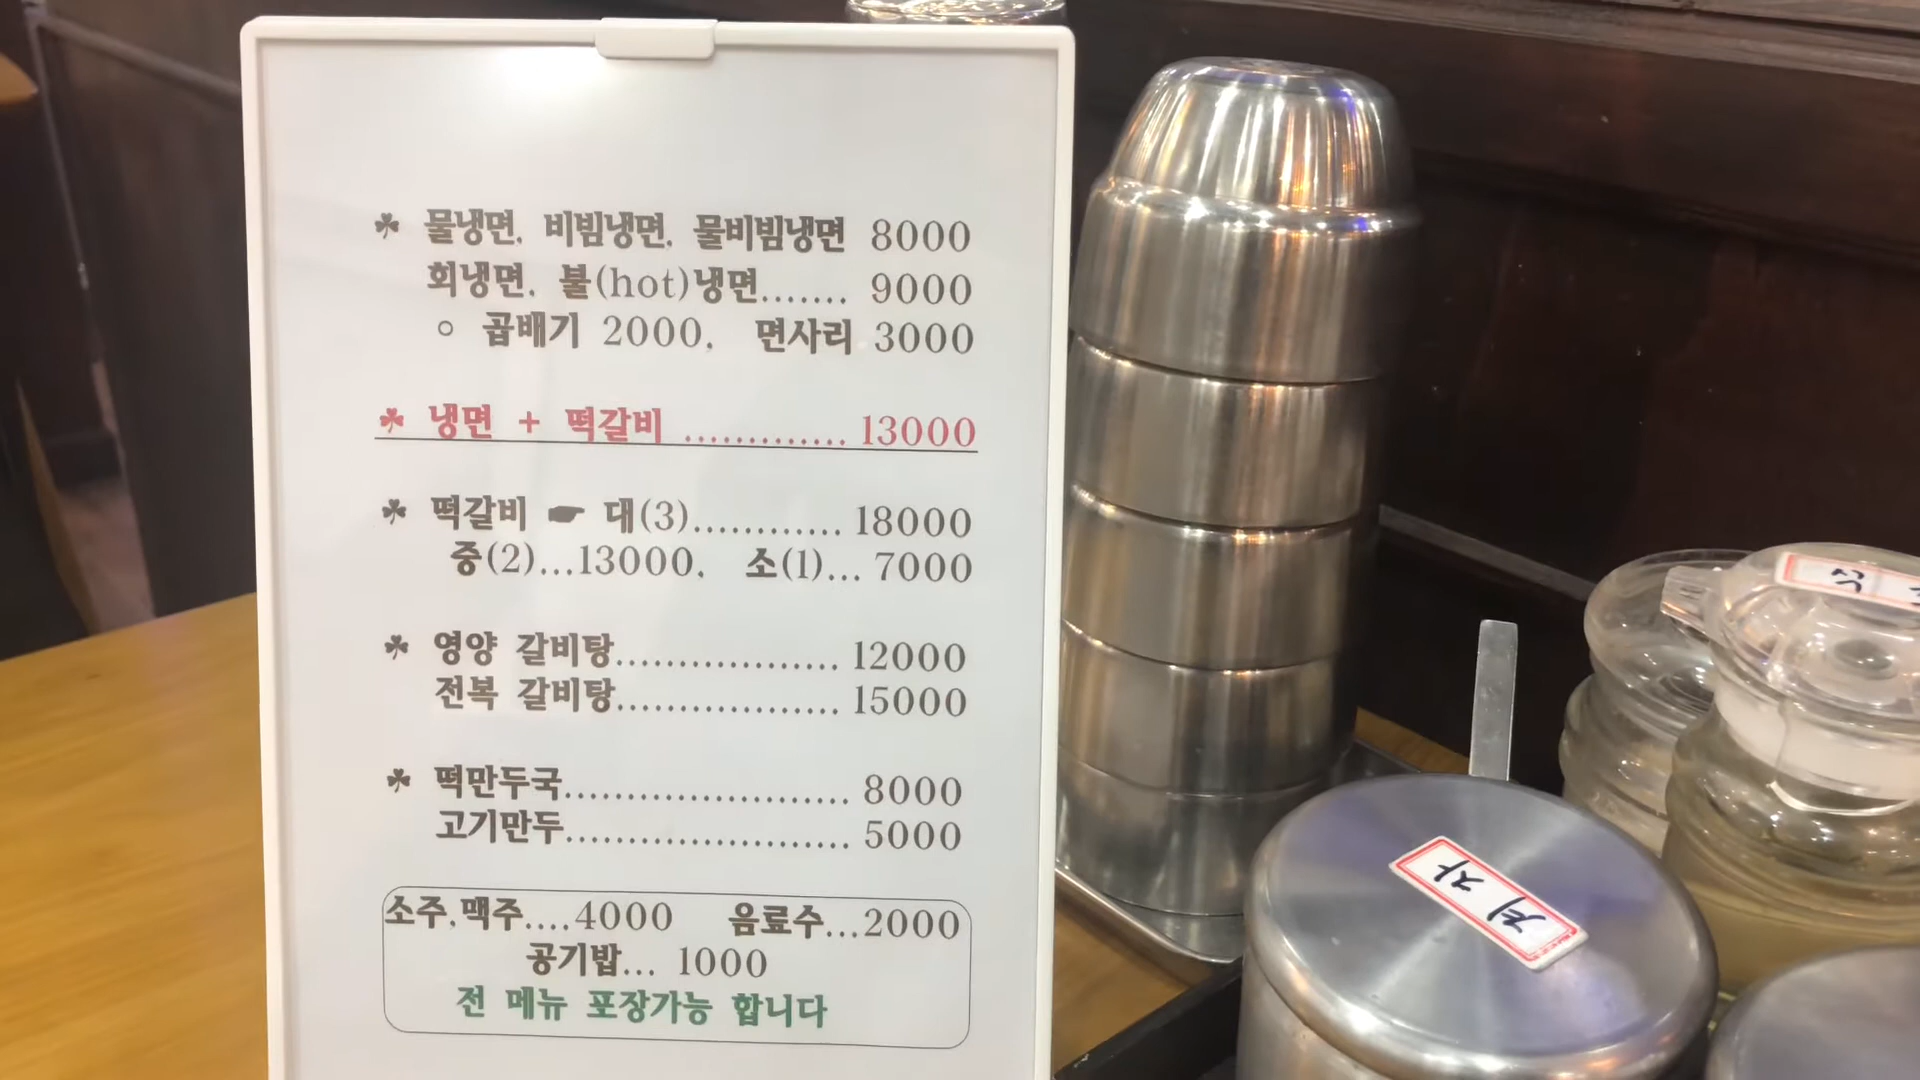 ☘ 물냉면, 비빔냉면, 물비빔냉면 8000
회냉면, 불(hot)냉면....... 9000
○ 곱배기 2000, 면사리 3000
☘ 냉면 + 떡갈비 ............. 13000
☘ 떡갈비 ☛ 대(3)............ 18000
중(2)...13000, 소(1)... 7000
☘ 영양 갈비탕.................. 12000
전복 갈비탕.................. 15000
☘ 떡만두국...................... 8000
고기만두...................... 5000
소주,맥주....4000 음료수...2000
공기밥... 1000
전 메뉴 포장가능 합니다
겨자
식